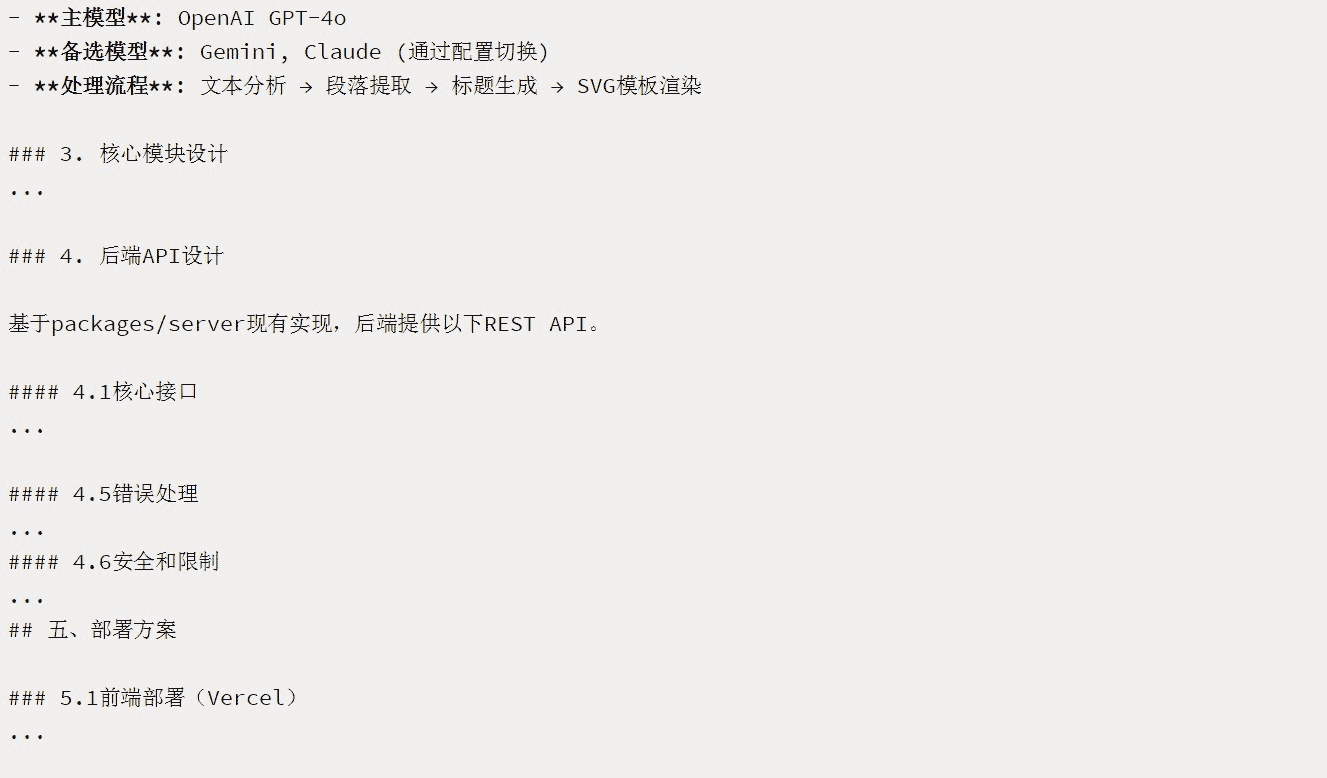 - **主模型**: OpenAI GPT-4o
- **备选模型**: Gemini, Claude (通过配置切换)
- **处理流程**: 文本分析 → 段落提取 → 标题生成 → SVG模板渲染
### 3. 核心模块设计
...
### 4. 后端API设计
基于packages/server现有实现，后端提供以下REST API。
#### 4.1核心接口
...
#### 4.5错误处理
...
#### 4.6安全和限制
...
## 五、部署方案
### 5.1前端部署（Vercel）
...